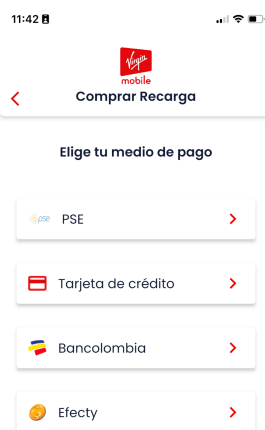 11:42
Virgin
mobile
Comprar Recarga
Elige tu medio de pago
pse PSE
Tarjeta de crédito
Bancolombia
Efecty